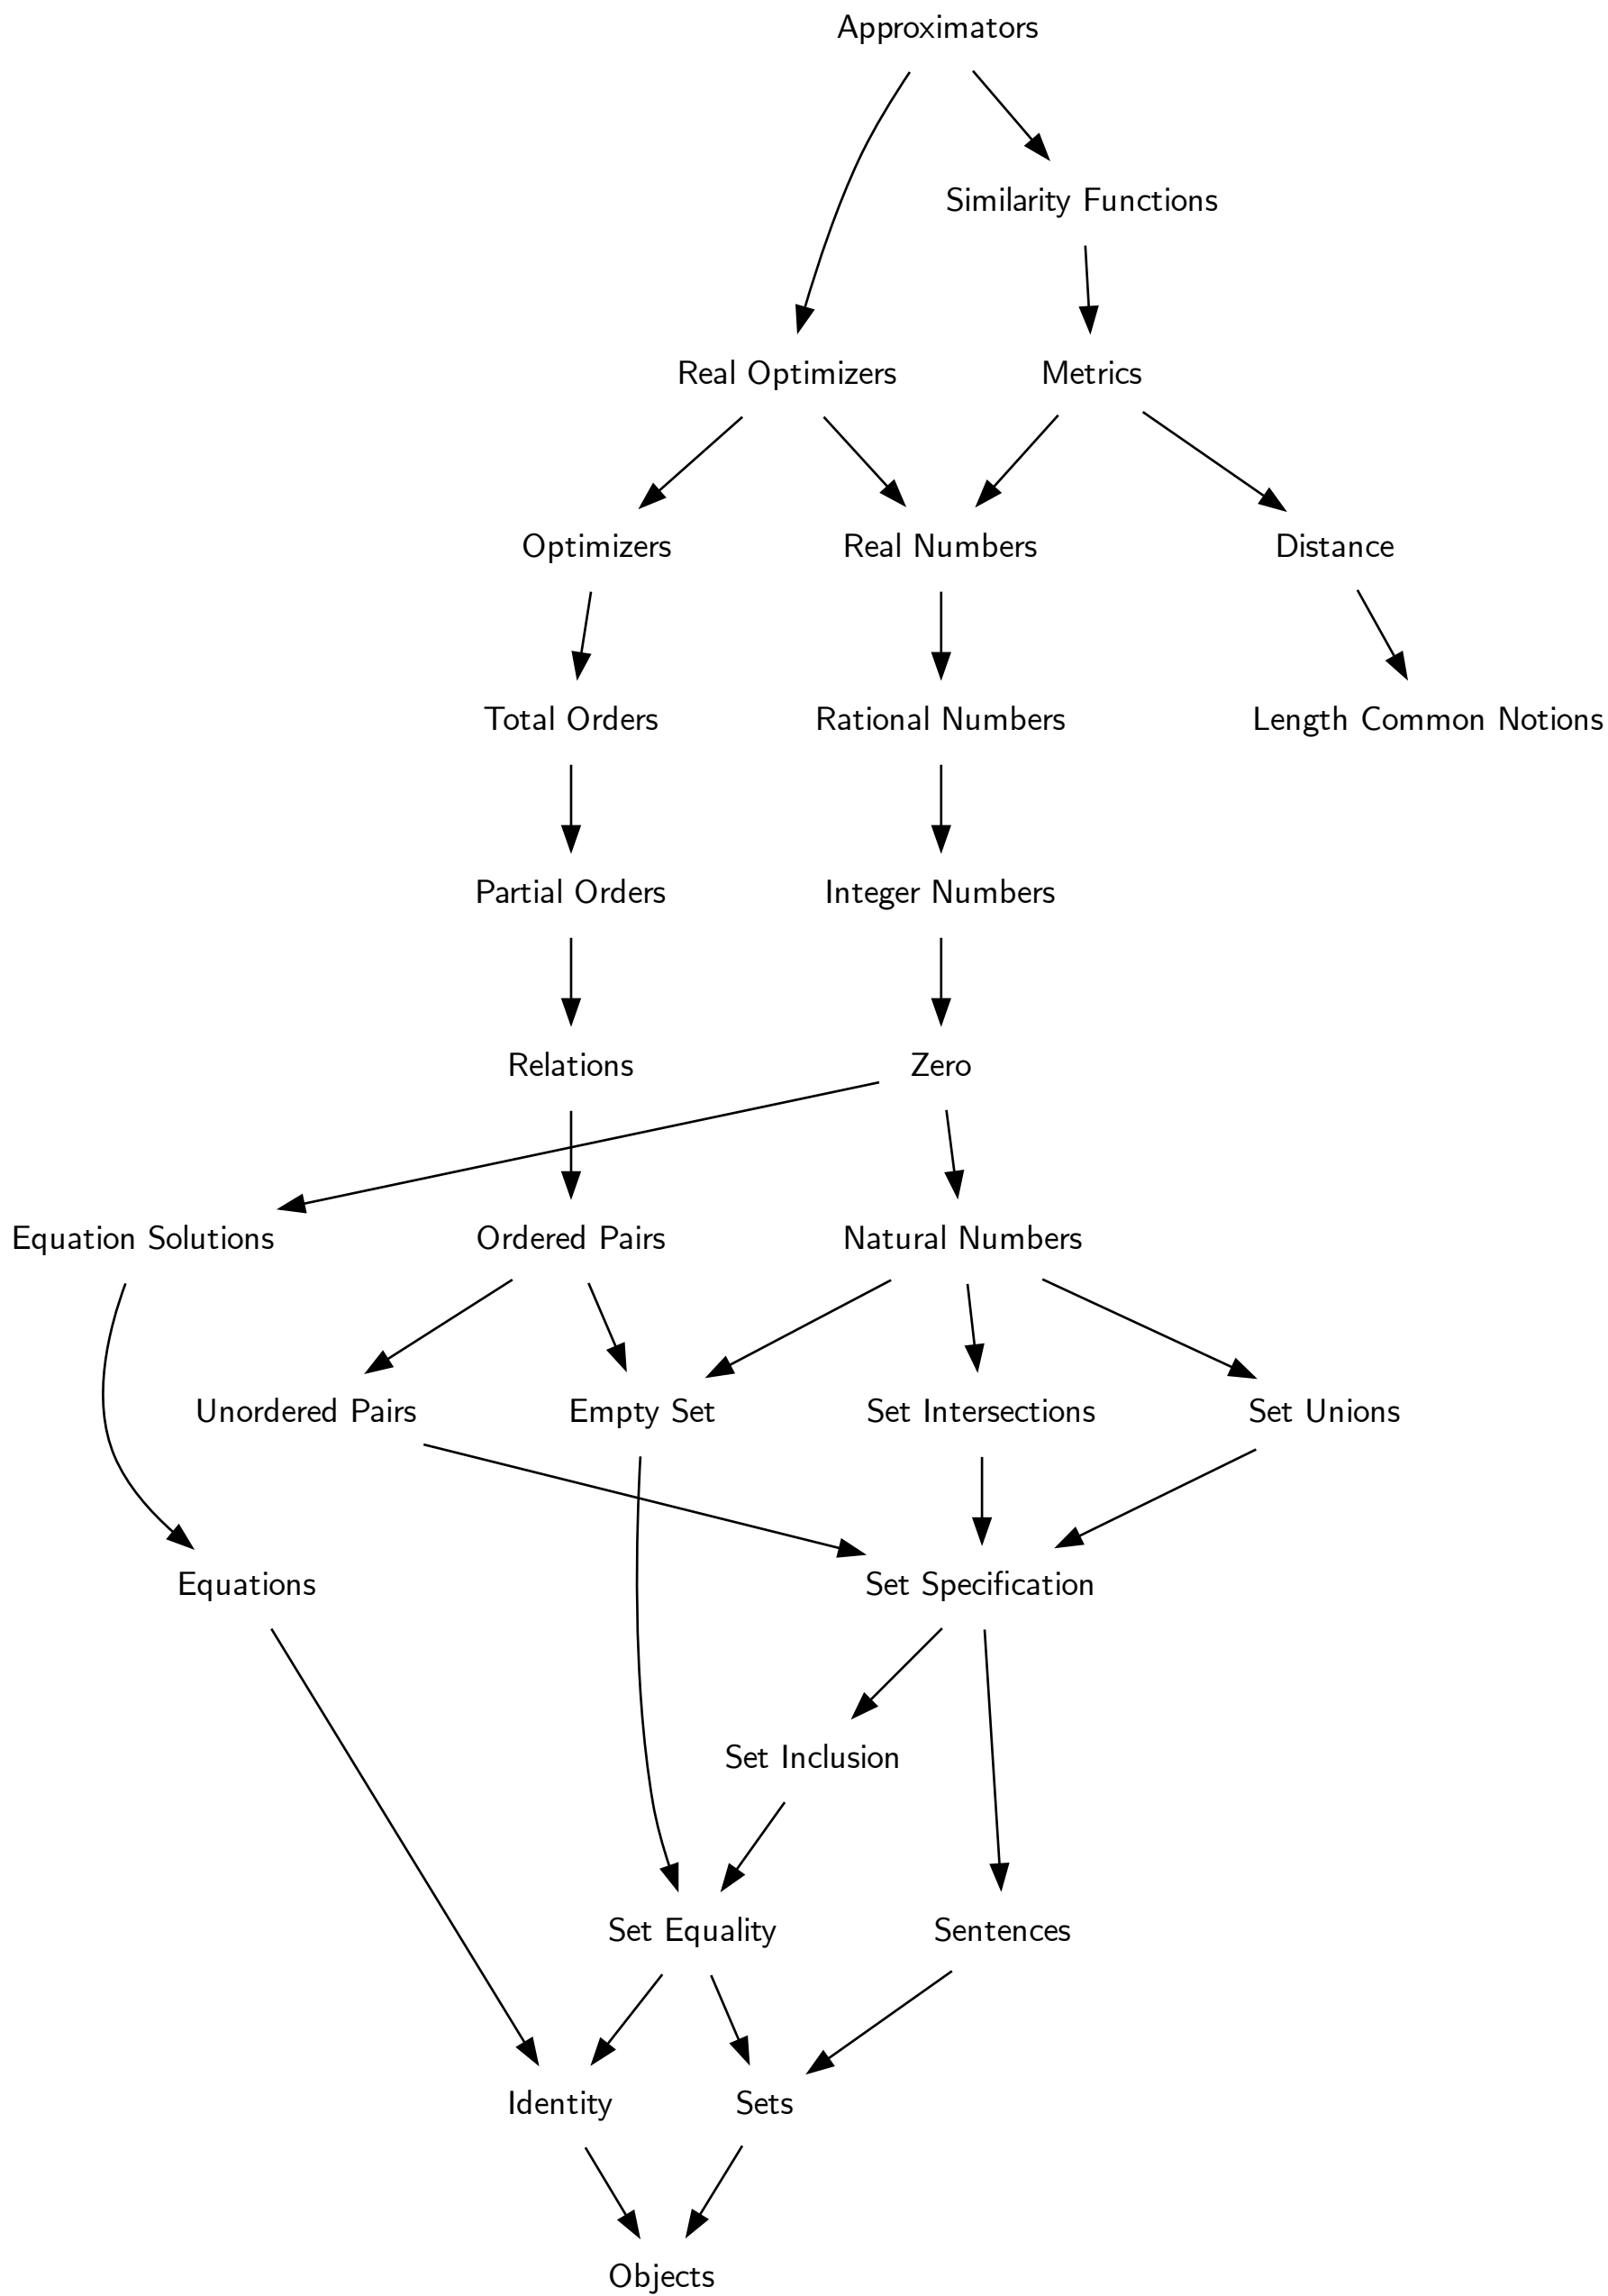 Approximators
Similarity Functions
Real Optimizers
Metrics
Optimizers
Real Numbers
Distance
Total Orders
Rational Numbers
Length Common Notions
Partial Orders
Integer Numbers
Relations
Zero
Equation Solutions
Ordered Pairs
Natural Numbers
Unordered Pairs
Empty Set
Set Intersections
Set Unions
Equations
Set Specification
Set Inclusion
Set Equality
Sentences
Identity
Sets
Objects